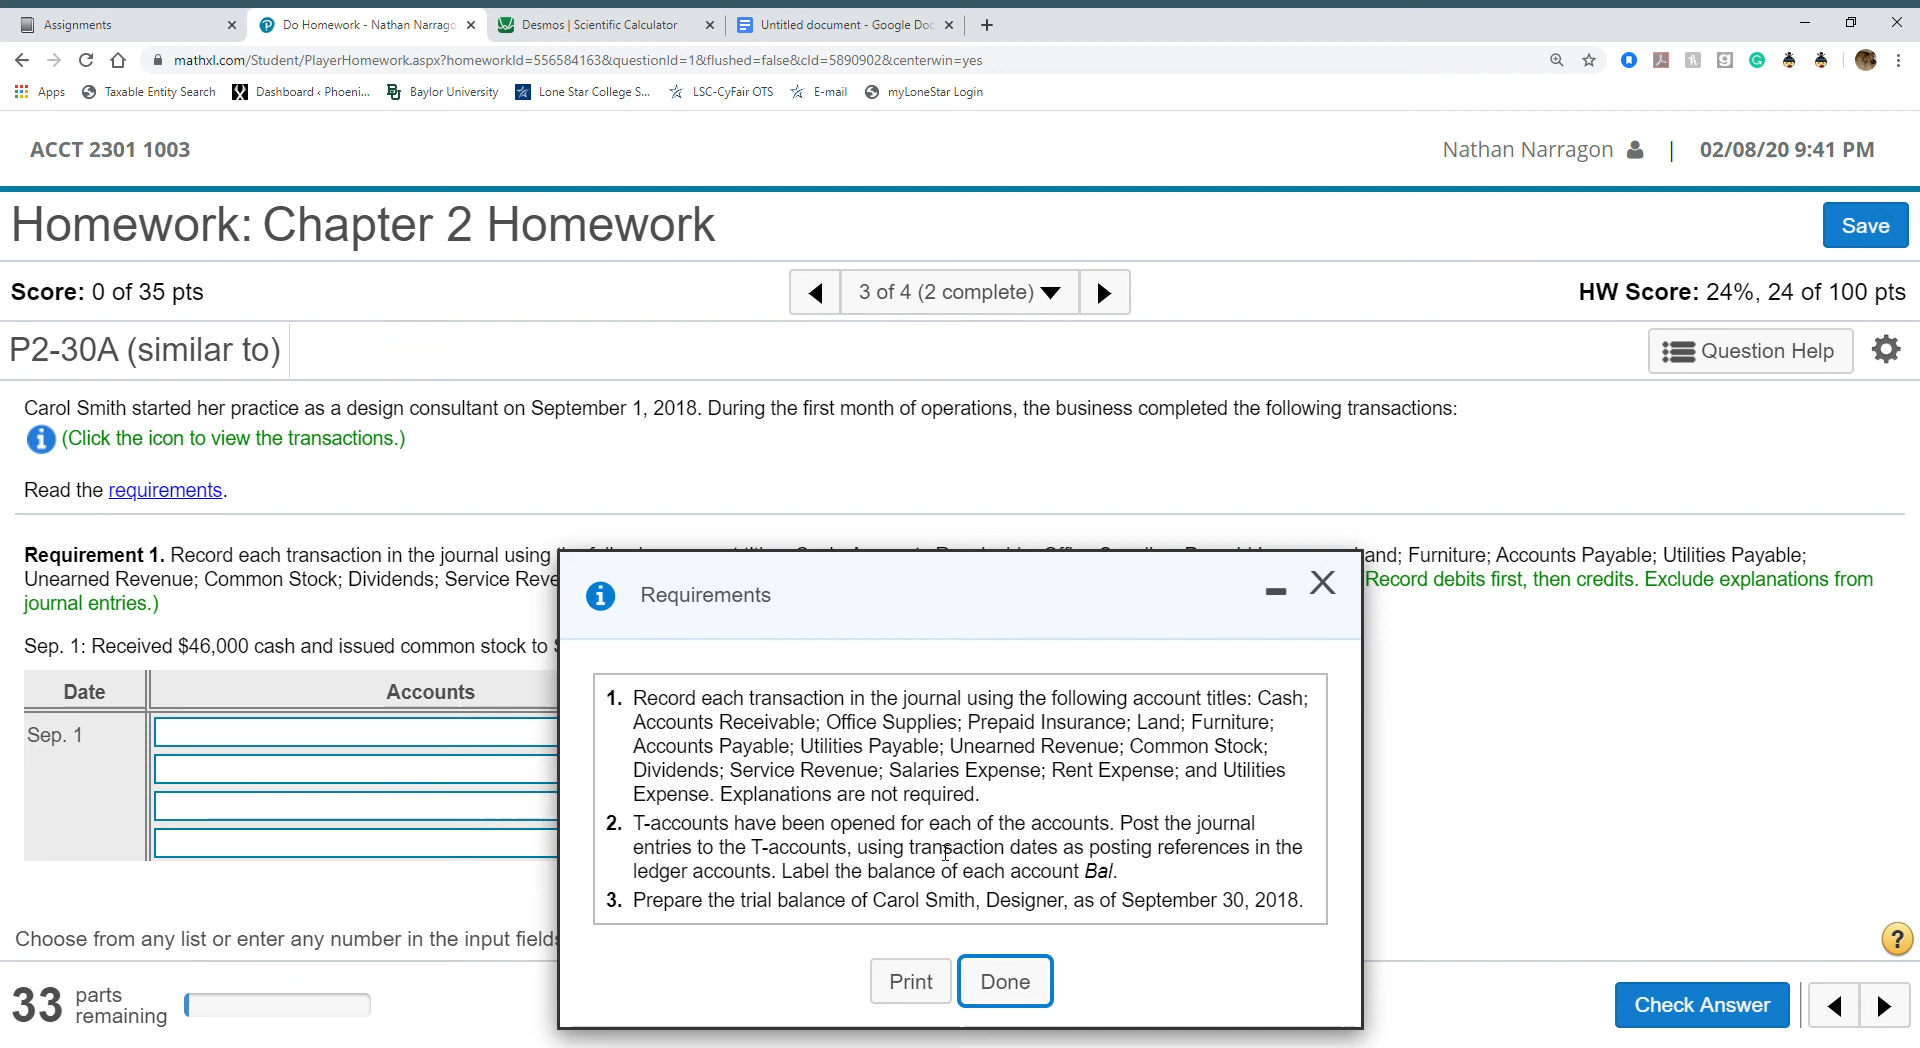 Assignments
Do Homework - Nathan Narrago
Desmos | Scientific Calculator
Untitled document - Google Doc
mathxl.com/Student/PlayerHomework.aspx?homeworkId=556584163&questionId=1&flushed=false&cId=5890902&centerwin=yes
Apps Taxable Entity Search Dashboard ‹ Phoeni... Baylor University Lone Star College S... LSC-CyFair OTS E-mail myLoneStar Login
ACCT 2301 1003
Nathan Narragon | 02/08/20 9:41 PM
Homework: Chapter 2 Homework
Save
Score: 0 of 35 pts
3 of 4 (2 complete)
HW Score: 24%, 24 of 100 pts
P2-30A (similar to)
Question Help
Carol Smith started her practice as a design consultant on September 1, 2018. During the first month of operations, the business completed the following transactions:
(Click the icon to view the transactions.)
Read the requirements.
Requirement 1. Record each transaction in the journal using and; Furniture; Accounts Payable; Utilities Payable;
Unearned Revenue; Common Stock; Dividends; Service Reve Record debits first, then credits. Exclude explanations from
journal entries.)
Sep. 1: Received $46,000 cash and issued common stock to
Date Accounts
Sep. 1
Requirements
1. Record each transaction in the journal using the following account titles: Cash;
Accounts Receivable; Office Supplies; Prepaid Insurance; Land; Furniture;
Accounts Payable; Utilities Payable; Unearned Revenue; Common Stock;
Dividends; Service Revenue; Salaries Expense; Rent Expense; and Utilities
Expense. Explanations are not required.
2. T-accounts have been opened for each of the accounts. Post the journal
entries to the T-accounts, using transaction dates as posting references in the
ledger accounts. Label the balance of each account Bal.
3. Prepare the trial balance of Carol Smith, Designer, as of September 30, 2018.
Print
Done
Choose from any list or enter any number in the input fields
?
33 parts
remaining
Check Answer